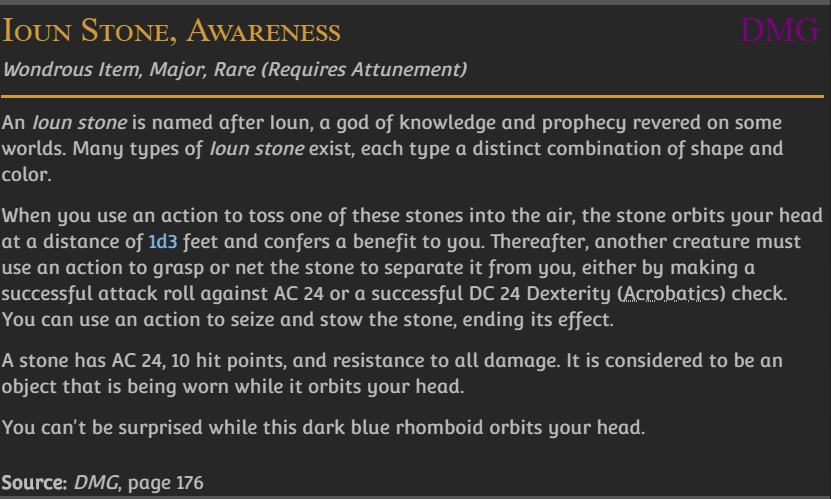 Ioun Stone, Awareness DMG
Wondrous Item, Major, Rare (Requires Attunement)
An Ioun stone is named after Ioun, a god of knowledge and prophecy revered on some
worlds. Many types of Ioun stone exist, each type a distinct combination of shape and
color.
When you use an action to toss one of these stones into the air, the stone orbits your head
at a distance of 1d3 feet and confers a benefit to you. Thereafter, another creature must
use an action to grasp or net the stone to separate it from you, either by making a
successful attack roll against AC 24 or a successful DC 24 Dexterity (Acrobatics) check.
You can use an action to seize and stow the stone, ending its effect.
A stone has AC 24, 10 hit points, and resistance to all damage. It is considered to be an
object that is being worn while it orbits your head.
You can't be surprised while this dark blue rhomboid orbits your head.
Source: DMG, page 176